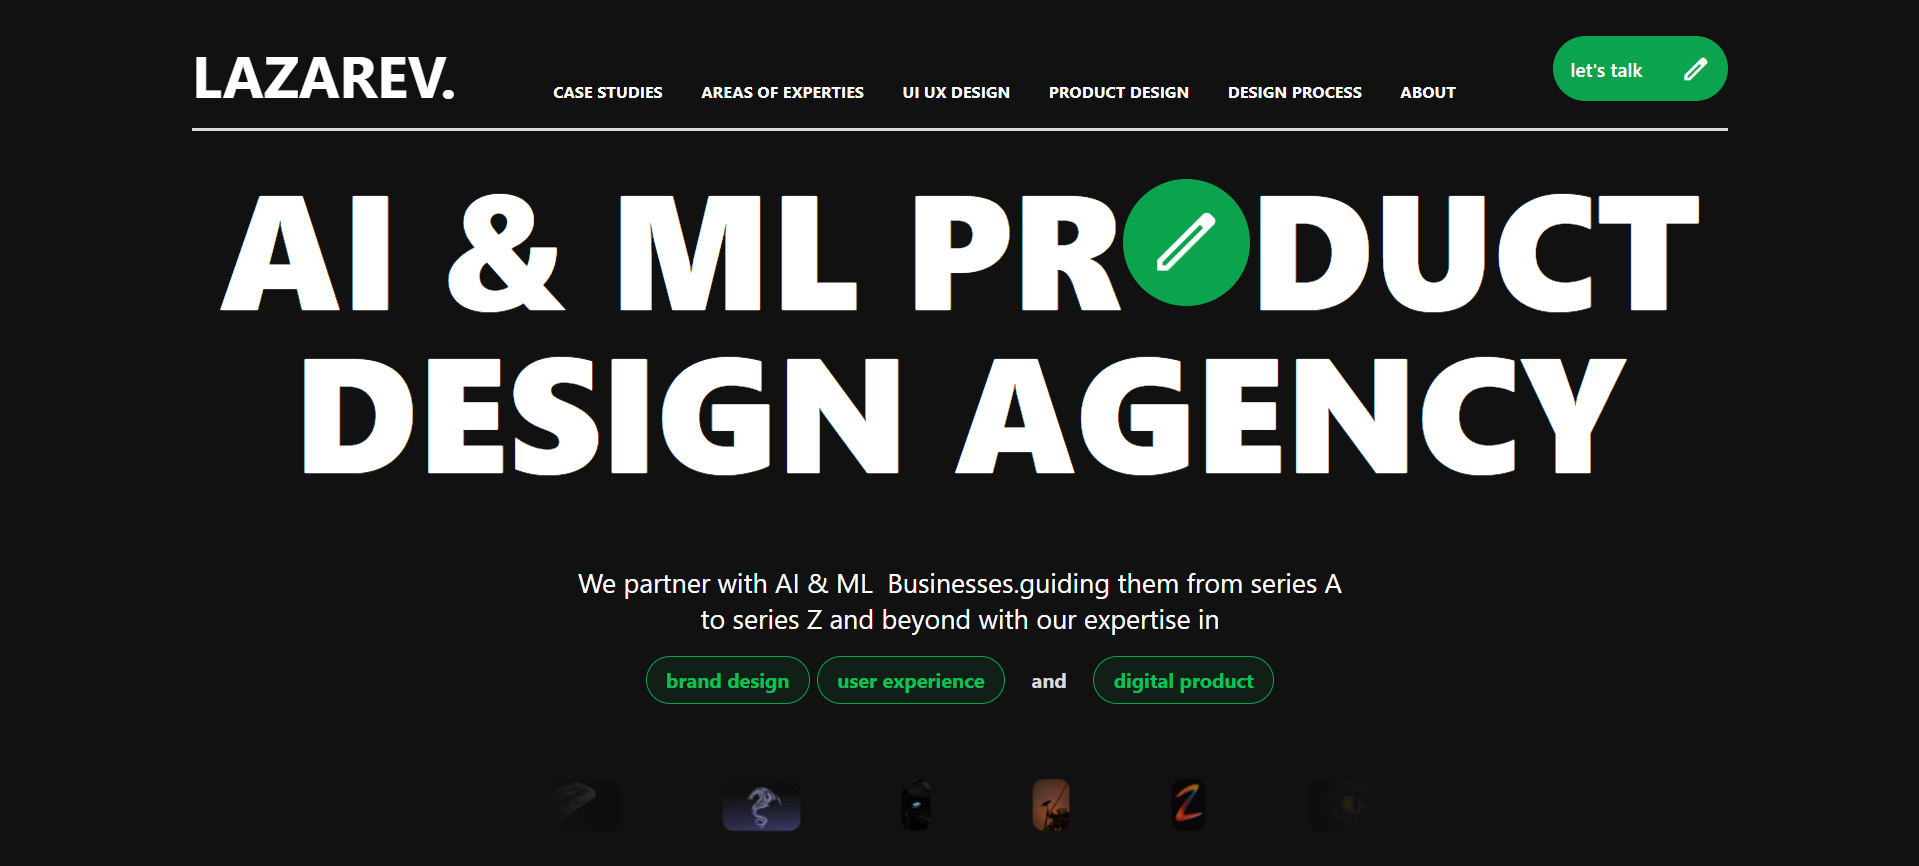 LAZAREV.
CASE STUDIES AREAS OF EXPERTIES UI UX DESIGN PRODUCT DESIGN DESIGN PROCESS ABOUT
let's talk
AI & ML PR DUCT
DESIGN AGENCY
We partner with AI & ML  Businesses.guiding them from series A
to series Z and beyond with our expertise in
brand design user experience and digital product
Z